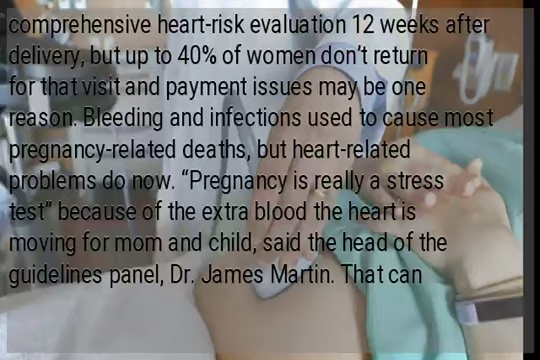 comprehensive heart-risk evaluation 12 weeks after
delivery, but up to 40% of women don’t return
for that visit and payment issues may be one
reason. Bleeding and infections used to cause most
pregnancy-related deaths, but heart-related
problems do now. “Pregnancy is really a stress
test” because of the extra blood the heart is
moving for mom and child, said the head of the
guidelines panel, Dr. James Martin. That can